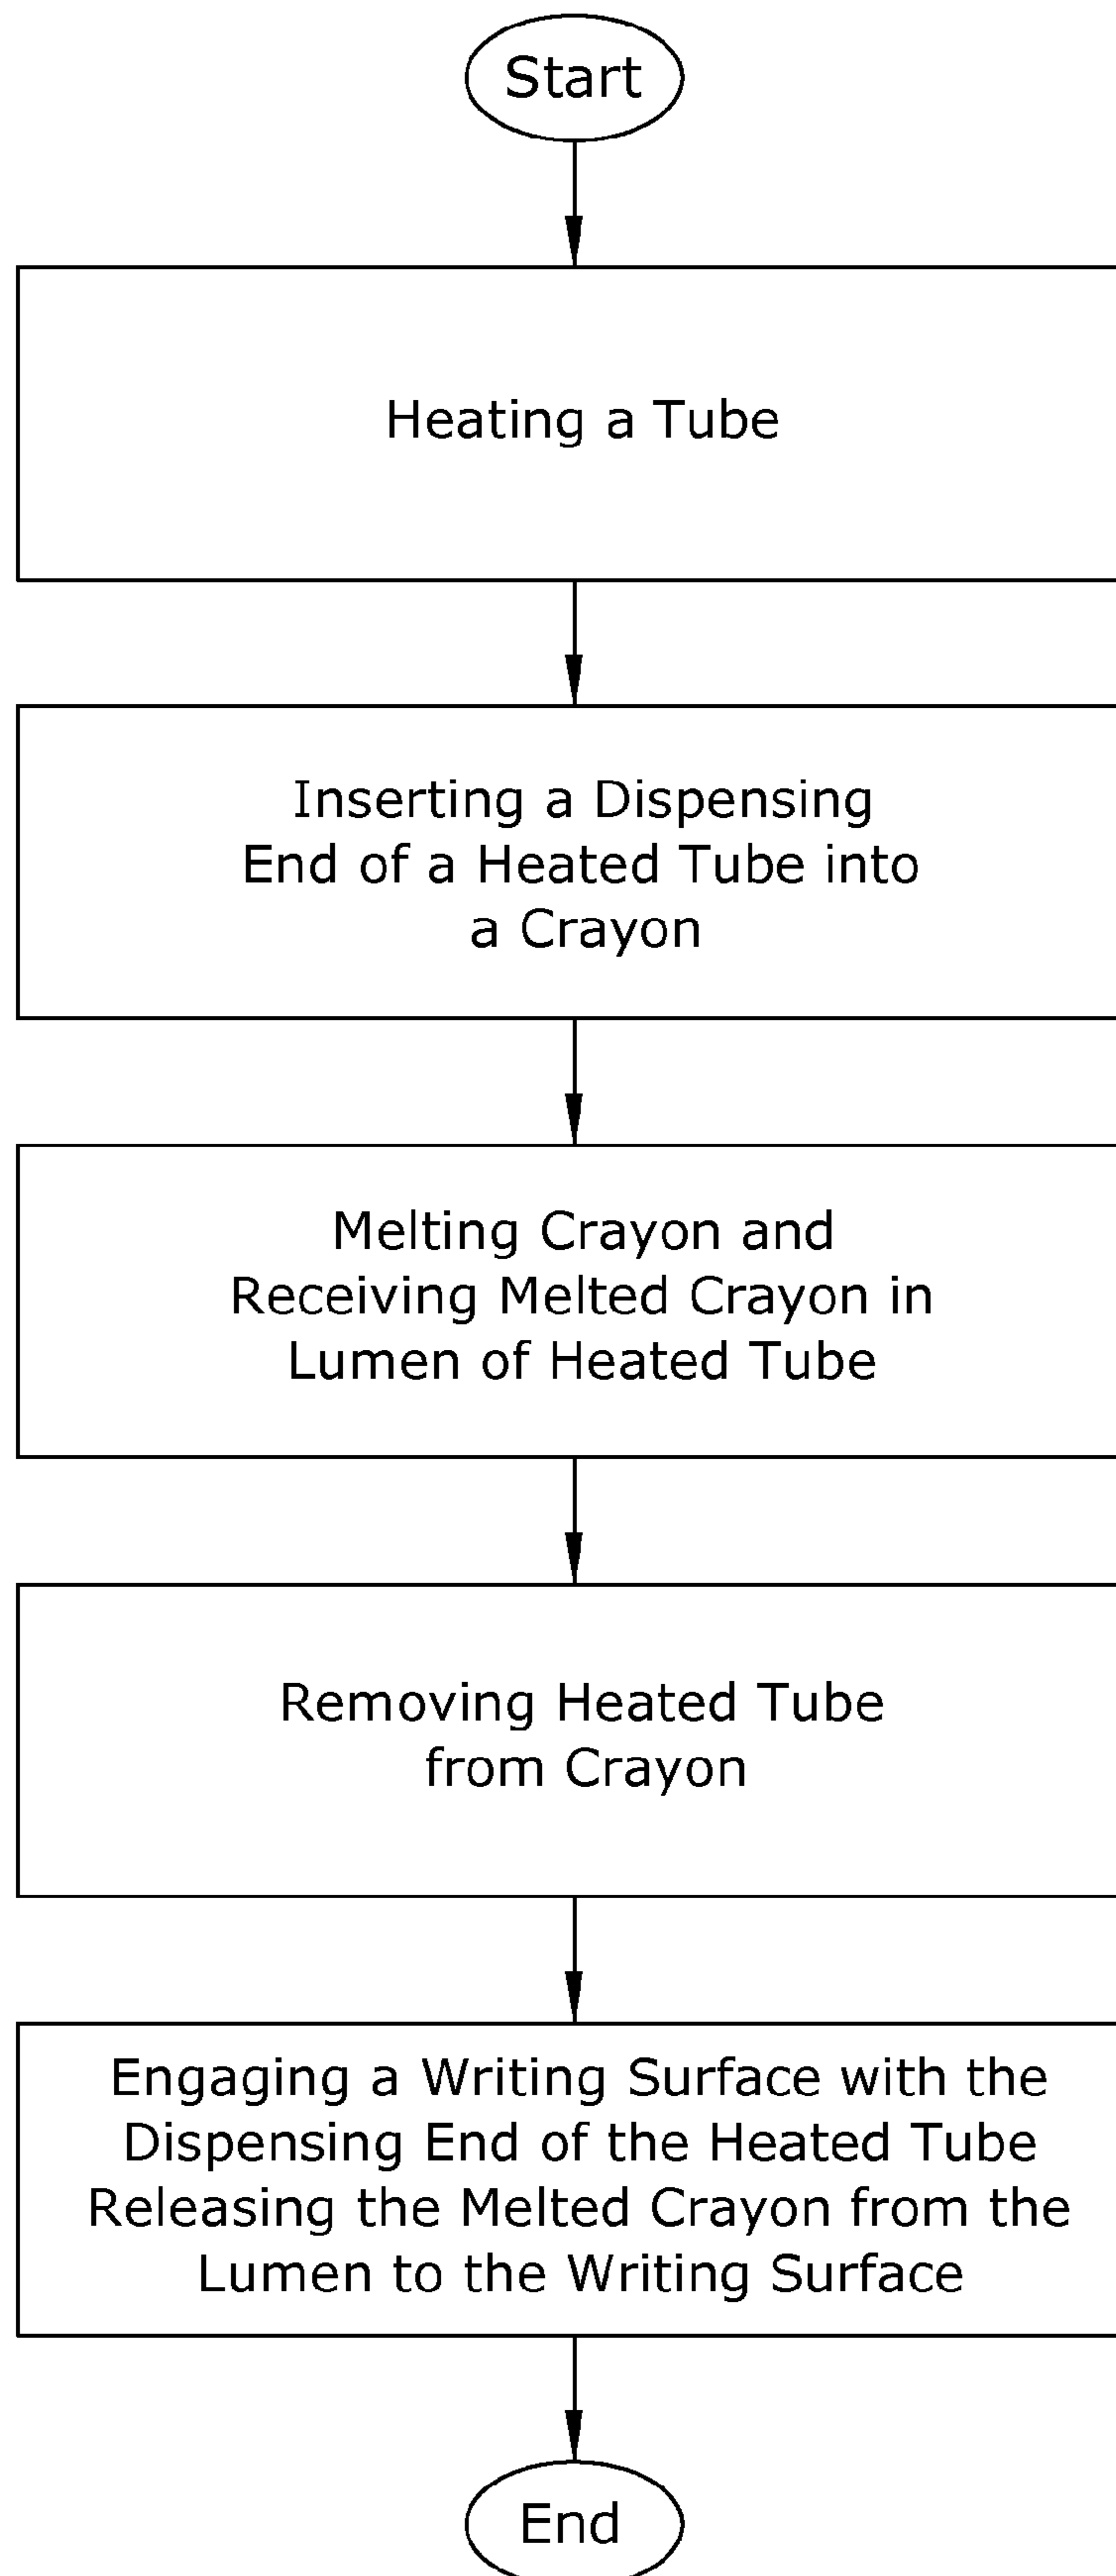 Start
Heating a Tube
Inserting a Dispensing
End of a Heated Tube into
a Crayon
Melting Crayon and
Receiving Melted Crayon in
Lumen of Heated Tube
Removing Heated Tube
from Crayon
Engaging a Writing Surface with the
Dispensing End of the Heated Tube
Releasing the Melted Crayon from the
Lumen to the Writing Surface
End